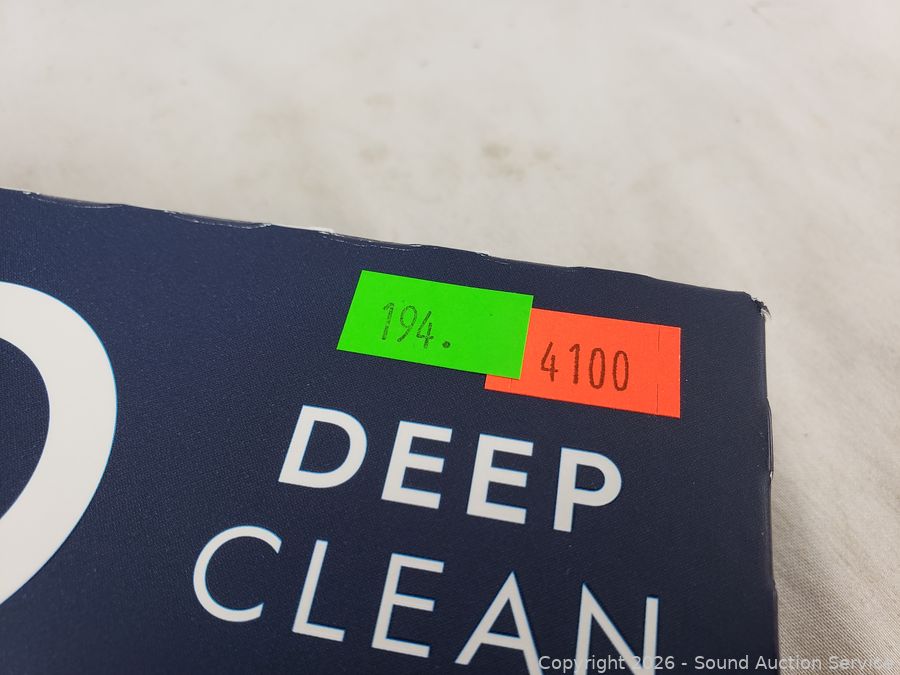 194.
4100
DEEP
CLEAN
Copyright 2026 - Sound Auction Service